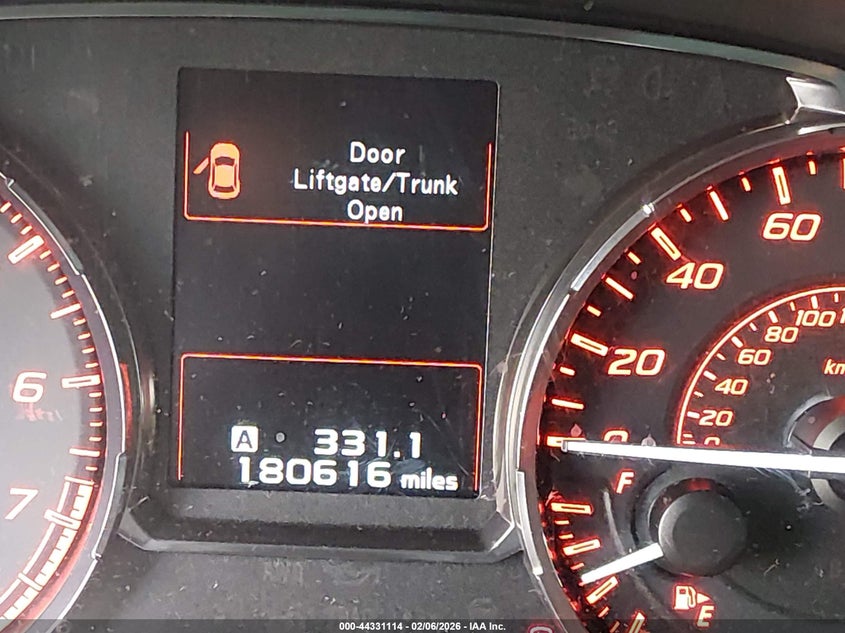 Door
Liftgate/Trunk
Open
A 331.1
180616 miles
6
7
0
20
40
60
0
20
40
60
80
100
km
F
E
000-44331114 - 02/06/2026 - IAA Inc.